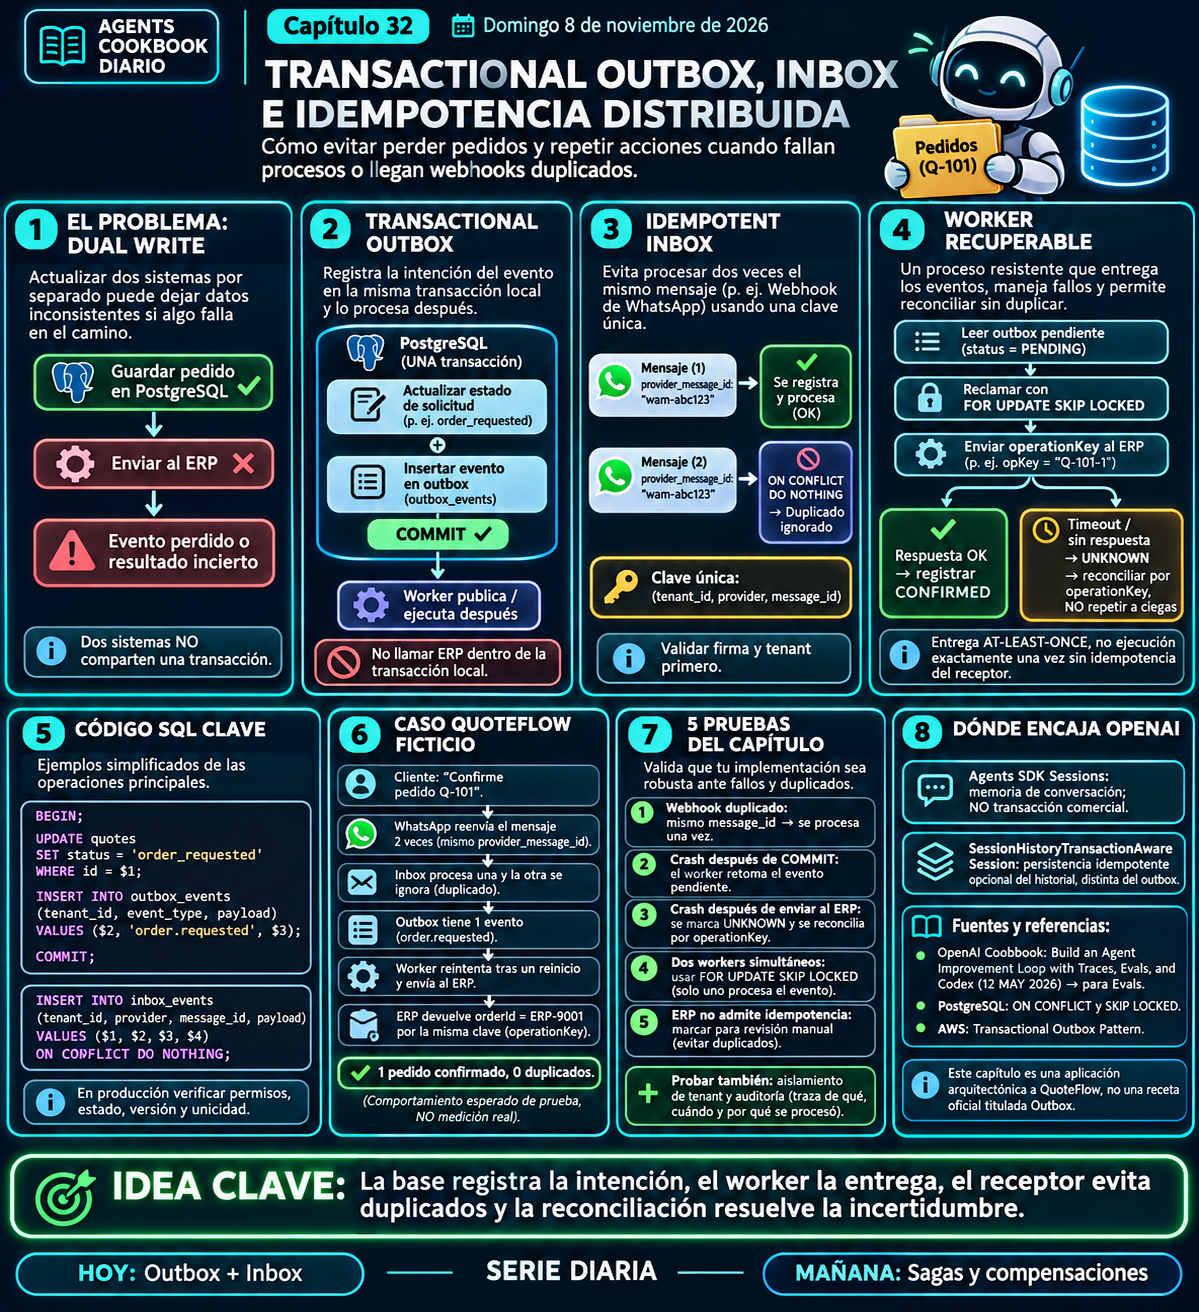 AGENTS
COOKBOOK
DIARIO
Capítulo 32
Domingo 8 de noviembre de 2026
TRANSACTIONAL OUTBOX, INBOX
E IDEMPOTENCIA DISTRIBUIDA
Cómo evitar perder pedidos y repetir acciones cuando fallan
procesos o llegan webhooks duplicados.
Pedidos
(Q-101)
1
EL PROBLEMA:
DUAL WRITE
Actualizar dos sistemas por
separado puede dejar datos
inconsistentes si algo falla
en el camino.
Guardar pedido
en PostgreSQL
Enviar al ERP
Evento perdido o
resultado incierto
Dos sistemas NO
comparten una transacción.
2
TRANSACTIONAL
OUTBOX
Registra la intención del evento
en la misma transacción local
y lo procesa después.
PostgreSQL
(UNA transacción)
Actualizar estado
de solicitud
(p. ej. order_requested)
+
Insertar evento
en outbox
(outbox_events)
COMMIT
Worker publica /
ejecuta después
No llamar ERP dentro de la
transacción local.
3
IDEMPOTENT
INBOX
Evita procesar dos veces el
mismo mensaje (p. ej. Webhook
de WhatsApp) usando una clave
única.
Mensaje (1)
provider_message_id:
"wam-abc123"
Se registra
y procesa
(OK)
Mensaje (2)
provider_message_id:
"wam-abc123"
ON CONFLICT
DO NOTHING
→ Duplicado
ignorado
Clave única:
(tenant_id, provider, message_id)
Validar firma y tenant
primero.
4
WORKER
RECUPERABLE
Un proceso resistente que entrega
los eventos, maneja fallos y permite
reconciliar sin duplicar.
Leer outbox pendiente
(status = PENDING)
Reclamar con
FOR UPDATE SKIP LOCKED
Enviar operationKey al ERP
(p. ej. opKey = "Q-101-1")
Respuesta OK
→ registrar
CONFIRMED
Timeout /
sin respuesta
→ UNKNOWN
→ reconciliar por
operationKey,
NO repetir a ciegas
Entrega AT-LEAST-ONCE, no ejecución
exactamente una vez sin idempotencia
del receptor.
5
CÓDIGO SQL CLAVE
Ejemplos simplificados de las
operaciones principales.
BEGIN;
UPDATE quotes
SET status = 'order_requested'
WHERE id = $1;
INSERT INTO outbox_events
(tenant_id, event_type, payload)
VALUES ($2, 'order.requested', $3);
COMMIT;
INSERT INTO inbox_events
(tenant_id, provider, message_id, payload)
VALUES ($1, $2, $3, $4)
ON CONFLICT DO NOTHING;
En producción verificar permisos,
estado, versión y unicidad.
6
CASO QUOTEFLOW
FICTICIO
Cliente: "Confirme
pedido Q-101".
WhatsApp reenvía el mensaje
2 veces (mismo provider_message_id).
Inbox procesa una y la otra se
ignora (duplicado).
Outbox tiene 1 evento
(order.requested).
Worker reintenta tras un reinicio
y envía al ERP.
ERP devuelve orderId = ERP-9001
por la misma clave (operationKey).
1 pedido confirmado, 0 duplicados.
(Comportamiento esperado de prueba,
NO medición real).
7
5 PRUEBAS
DEL CAPÍTULO
Valida que tu implementación sea
robusta ante fallos y duplicados.
1
Webhook duplicado:
mismo message_id → se procesa
una vez.
2
Crash después de COMMIT:
el worker retoma el evento
pendiente.
3
Crash después de enviar al ERP:
se marca UNKNOWN y se reconcilia
por operationKey.
4
Dos workers simultáneos:
usar FOR UPDATE SKIP LOCKED
(solo uno procesa el evento).
5
ERP no admite idempotencia:
marcar para revisión manual
(evitar duplicados).
Probar también: aislamiento
de tenant y auditoría (traza de qué,
cuándo y por qué se procesó).
8
DÓNDE ENCAJA OPENAI
Agents SDK Sessions:
memoria de conversación;
NO transacción comercial.
SessionHistoryTransactionAware
Session: persistencia idempotente
opcional del historial, distinta del outbox.
Fuentes y referencias:
OpenAI Coobbook: Build an Agent
Improvement Loop with Traces, Evals, and
Codex (12 MAY 2026) → para Evals.
PostgreSQL: ON CONFLICT y SKIP LOCKED.
AWS: Transactional Outbox Pattern.
Este capítulo es una aplicación
arquitectónica a QuoteFlow, no una receta
oficial titulada Outbox.
IDEA CLAVE: La base registra la intención, el worker la entrega, el receptor evita
duplicados y la reconciliación resuelve la incertidumbre.
HOY: Outbox + Inbox
SERIE DIARIA
MAÑANA: Sagas y compensaciones